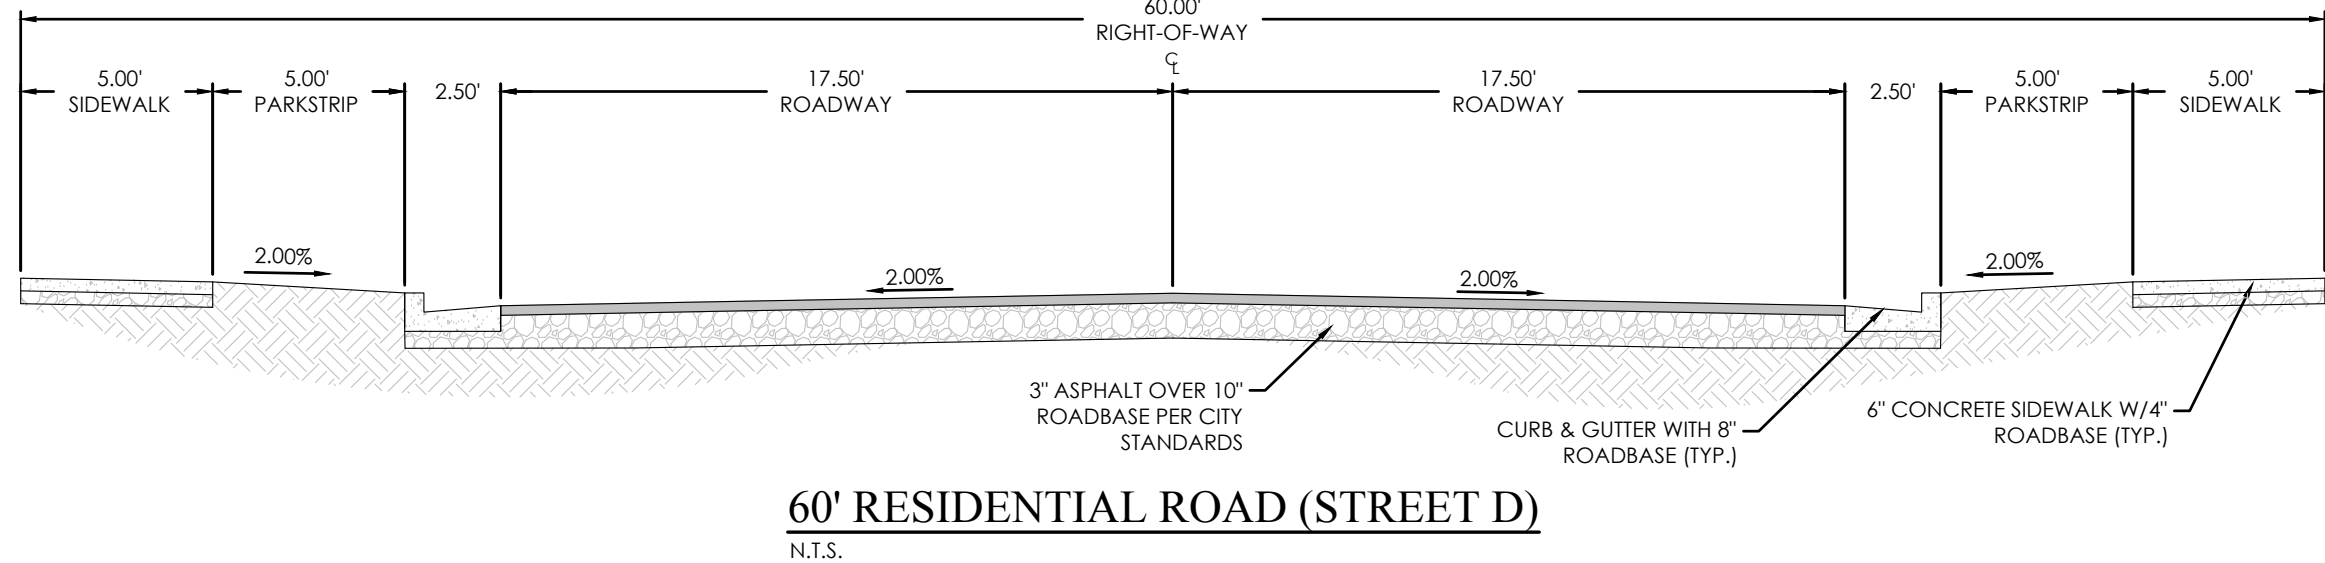 60.00'
RIGHT-OF-WAY
℄
5.00'
SIDEWALK
5.00'
PARKSTRIP
2.50'
17.50'
ROADWAY
17.50'
ROADWAY
2.50'
5.00'
PARKSTRIP
5.00'
SIDEWALK
2.00%
2.00%
2.00%
2.00%
3" ASPHALT OVER 10"
ROADBASE PER CITY
STANDARDS
CURB & GUTTER WITH 8"
ROADBASE (TYP.)
6" CONCRETE SIDEWALK W/4"
ROADBASE (TYP.)
60' RESIDENTIAL ROAD (STREET D)
N.T.S.